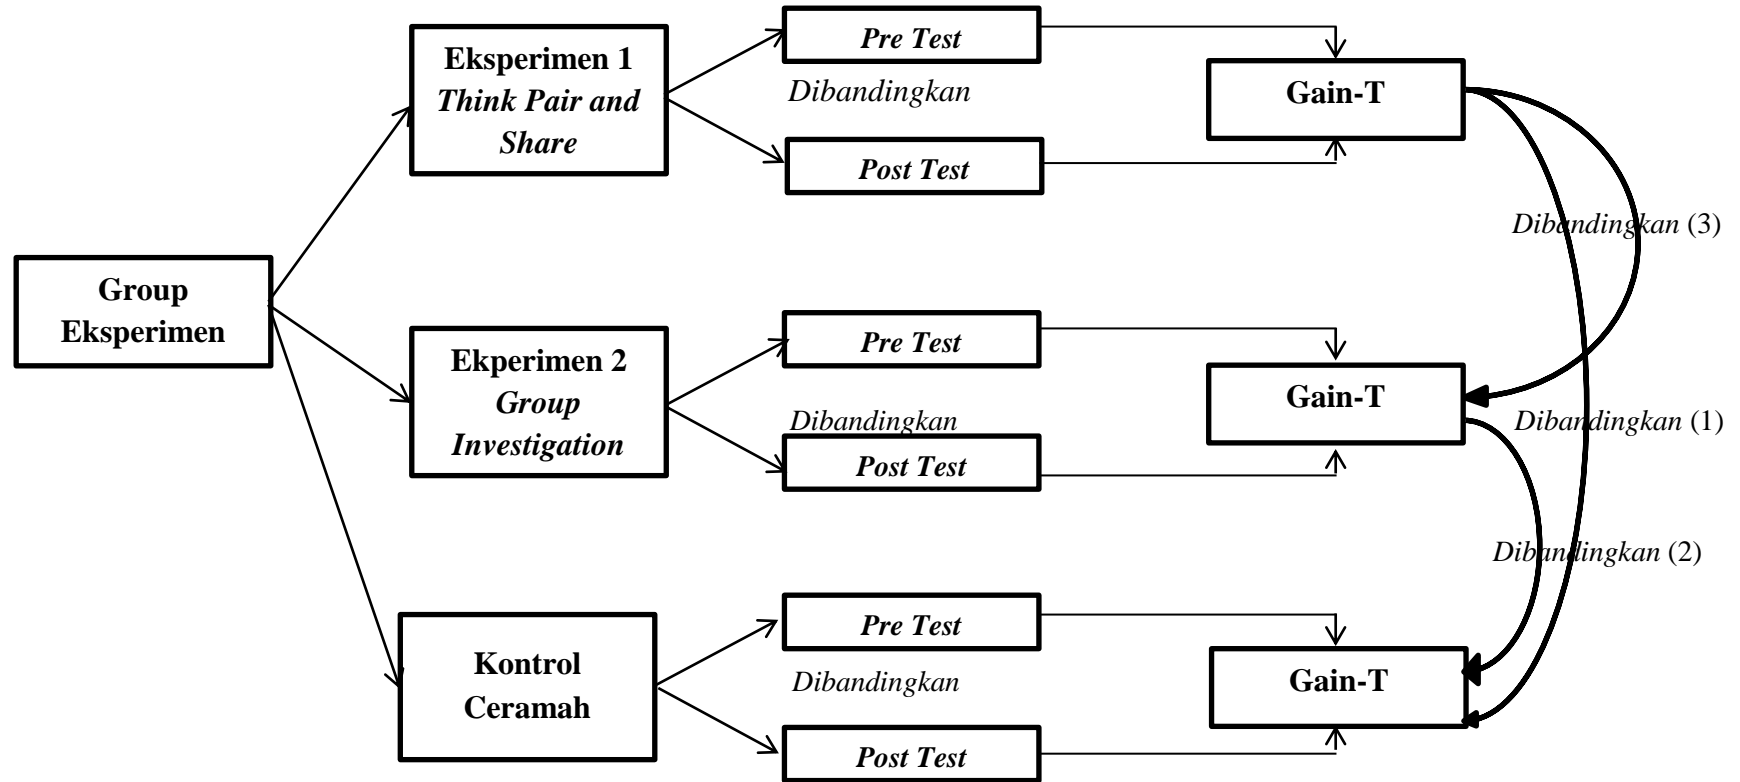 Eksperimen 1
Think Pair and
Share
Pre Test
Dibandingkan
Post Test
Gain-T
Dibandingkan (3)
Group
Eksperimen
Ekperimen 2
Group
Investigation
Pre Test
Dibandingkan
Post Test
Gain-T
Dibandingkan (1)
Dibandingkan (2)
Kontrol
Ceramah
Pre Test
Dibandingkan
Post Test
Gain-T